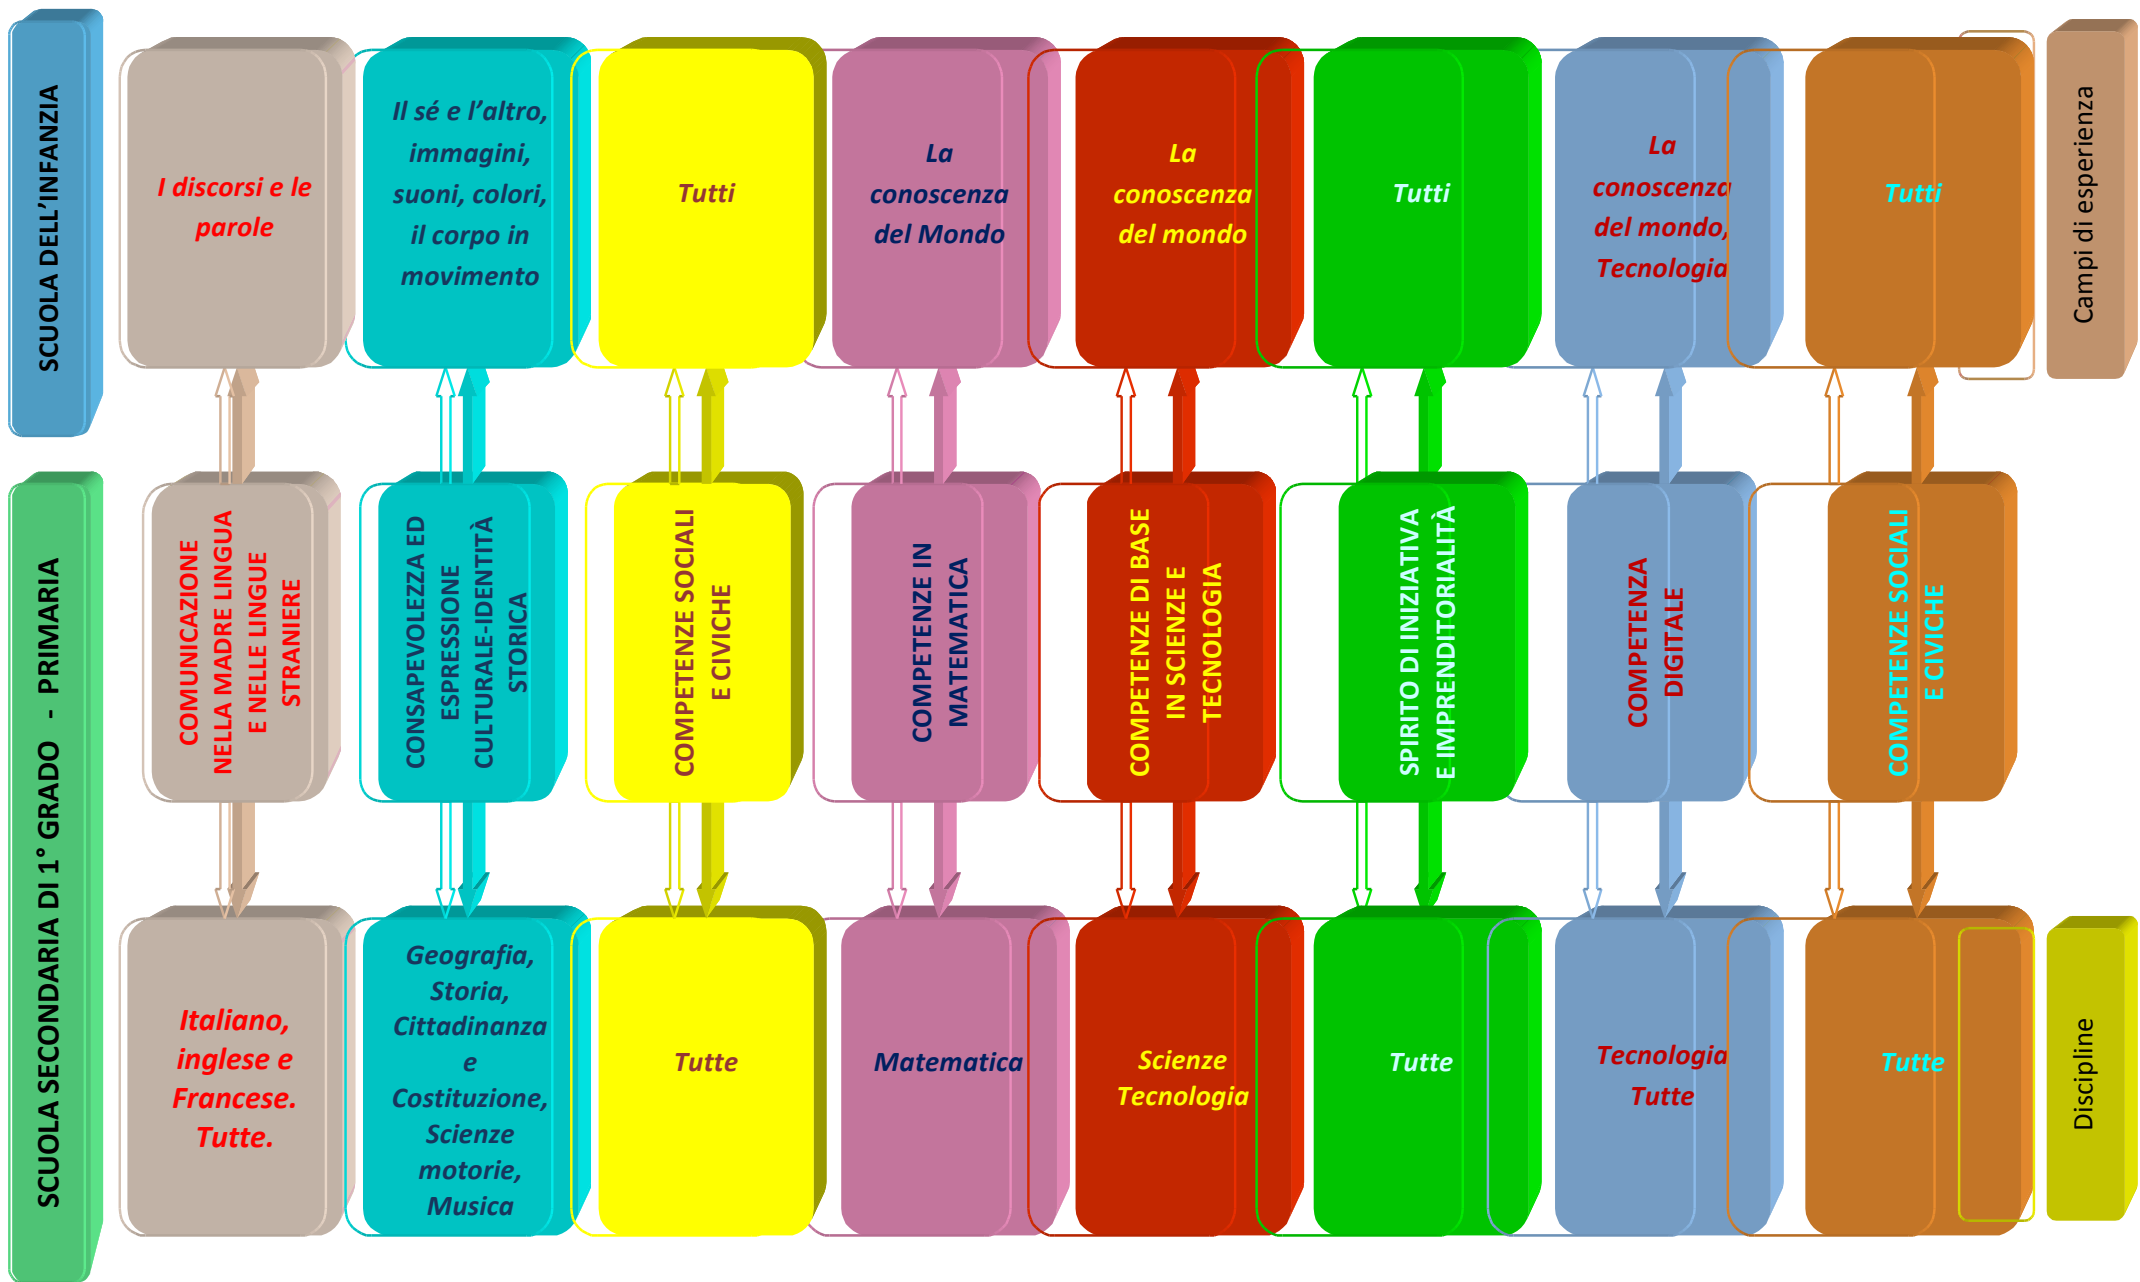 SCUOLA DELL'INFANZIA
I discorsi e le
parole
Il sé e l'altro,
immagini,
suoni, colori,
il corpo in
movimento
Tutti
La
conoscenza
del Mondo
La
conoscenza
del mondo
Tutti
La
conoscenza
del mondo,
Tecnologia
Tutti
Campi di esperienza
SCUOLA SECONDARIA DI 1° GRADO - PRIMARIA
COMUNICAZIONE
NELLA MADRE LINGUA
E NELLE LINGUE
STRANIERE
CONSAPEVOLEZZA ED
ESPRESSIONE
CULTURALE-IDENTITÀ
STORICA
COMPETENZE SOCIALI
E CIVICHE
COMPETENZE IN
MATEMATICA
COMPETENZE DI BASE
IN SCIENZE E
TECNOLOGIA
SPIRITO DI INIZIATIVA
E IMPRENDITORIALITÀ
COMPETENZA
DIGITALE
COMPETENZE SOCIALI
E CIVICHE
Italiano,
inglese e
Francese.
Tutte.
Geografia,
Storia,
Cittadinanza
e
Costituzione,
Scienze
motorie,
Musica
Tutte
Matematica
Scienze
Tecnologia
Tutte
Tecnologia
Tutte
Tutte
Discipline